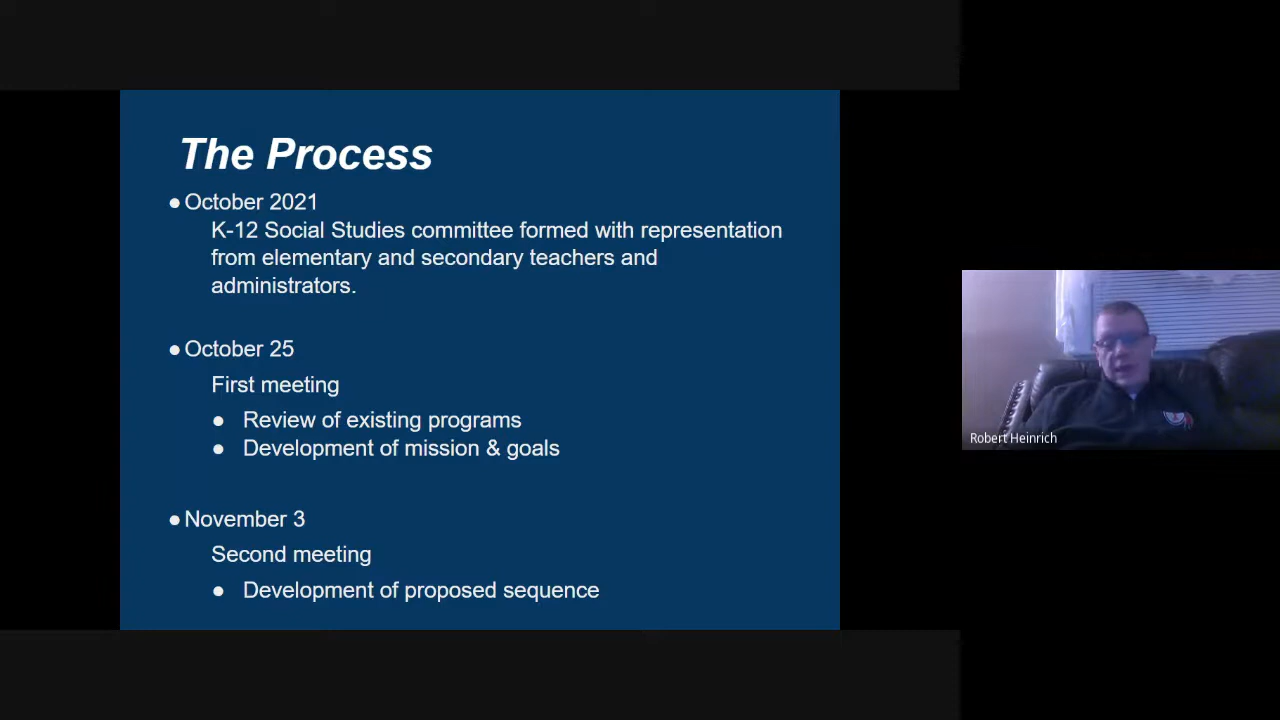 The Process
● October 2021
K-12 Social Studies committee formed with representation
from elementary and secondary teachers and
administrators.
● October 25
First meeting
● Review of existing programs
● Development of mission & goals
● November 3
Second meeting
● Development of proposed sequence
Robert Heinrich